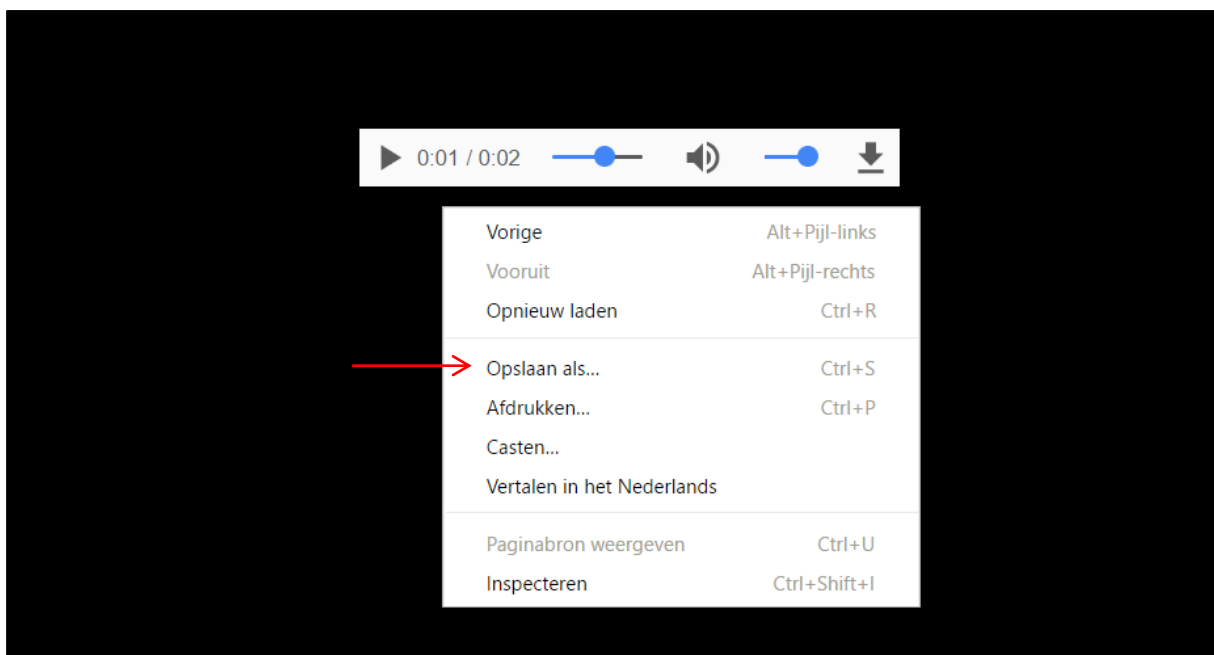 0:01 / 0:02
Vorige Alt+Pijl-links
Vooruit Alt+Pijl-rechts
Opnieuw laden Ctrl+R
Opslaan als... Ctrl+S
Afdrukken... Ctrl+P
Casten...
Vertalen in het Nederlands
Paginabron weergeven Ctrl+U
Inspecteren Ctrl+Shift+I